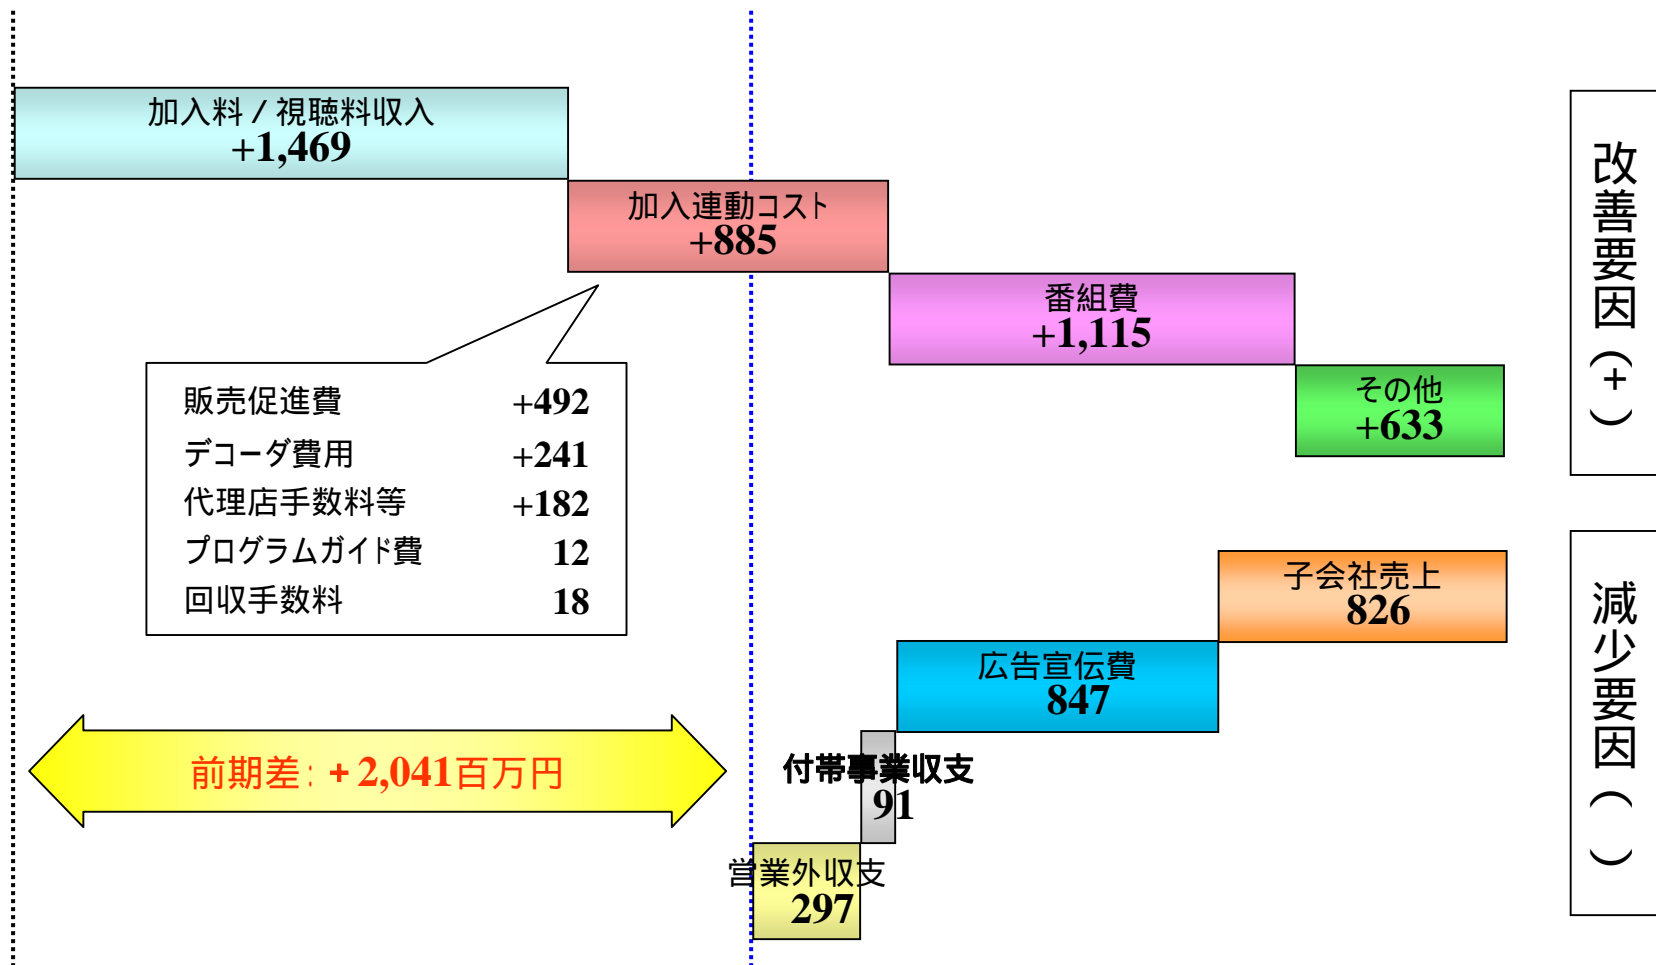 加入料／視聴料収入
+1,469
加入連動コスト
+885
番組費
+1,115
その他
+633
改善要因(+)
販売促進費 +492
デコーダ費用 +241
代理店手数料等 +182
プログラムガイド費 12
回収手数料 18
子会社売上
826
広告宣伝費
847
付帯事業収支
91
営業外収支
297
減少要因( )
前期差：+2,041百万円